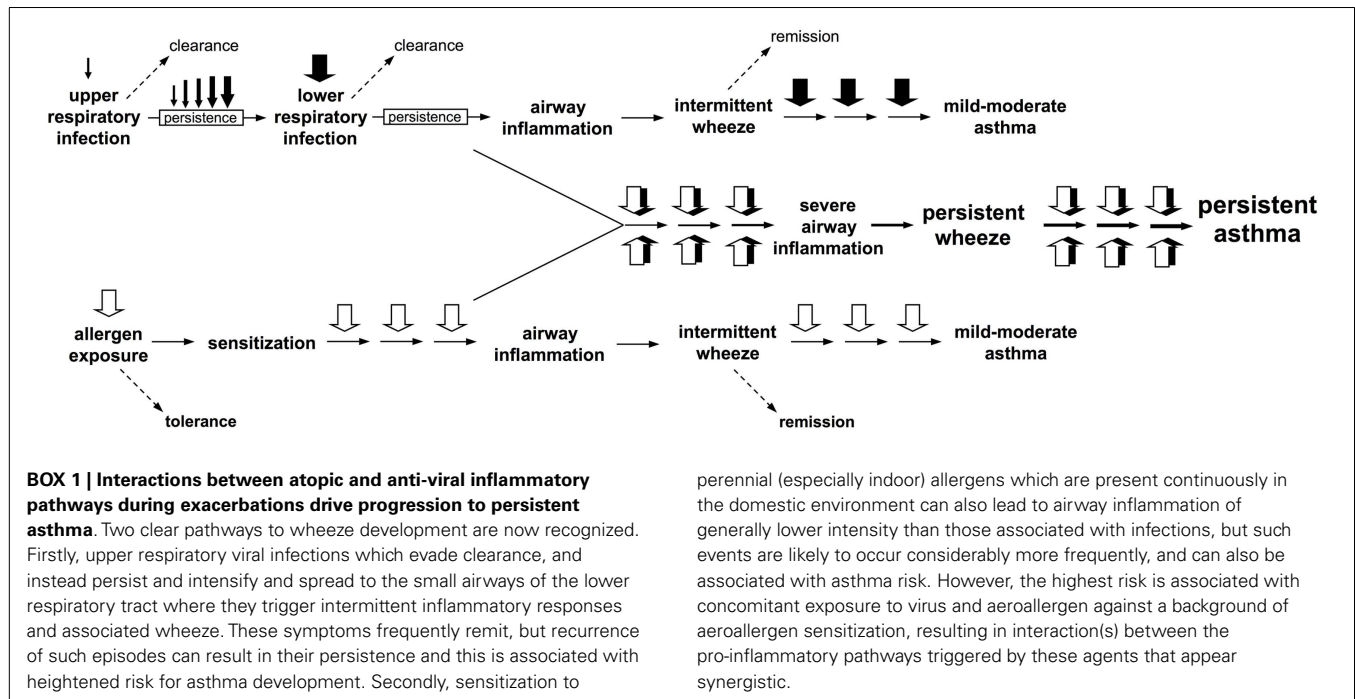 clearance
clearance
remission
upper
respiratory
infection
persistence
lower
respiratory
infection
persistence
airway
inflammation
intermittent
wheeze
mild-moderate
asthma
severe
airway
inflammation
persistent
wheeze
persistent
asthma
allergen
exposure
sensitization
airway
inflammation
intermittent
wheeze
mild-moderate
asthma
tolerance
remission
BOX 1 | Interactions between atopic and anti-viral inflammatory
pathways during exacerbations drive progression to persistent
asthma. Two clear pathways to wheeze development are now recognized.
Firstly, upper respiratory viral infections which evade clearance, and
instead persist and intensify and spread to the small airways of the lower
respiratory tract where they trigger intermittent inflammatory responses
and associated wheeze. These symptoms frequently remit, but recurrence
of such episodes can result in their persistence and this is associated with
heightened risk for asthma development. Secondly, sensitization to
perennial (especially indoor) allergens which are present continuously in
the domestic environment can also lead to airway inflammation of
generally lower intensity than those associated with infections, but such
events are likely to occur considerably more frequently, and can also be
associated with asthma risk. However, the highest risk is associated with
concomitant exposure to virus and aeroallergen against a background of
aeroallergen sensitization, resulting in interaction(s) between the
pro-inflammatory pathways triggered by these agents that appear
synergistic.